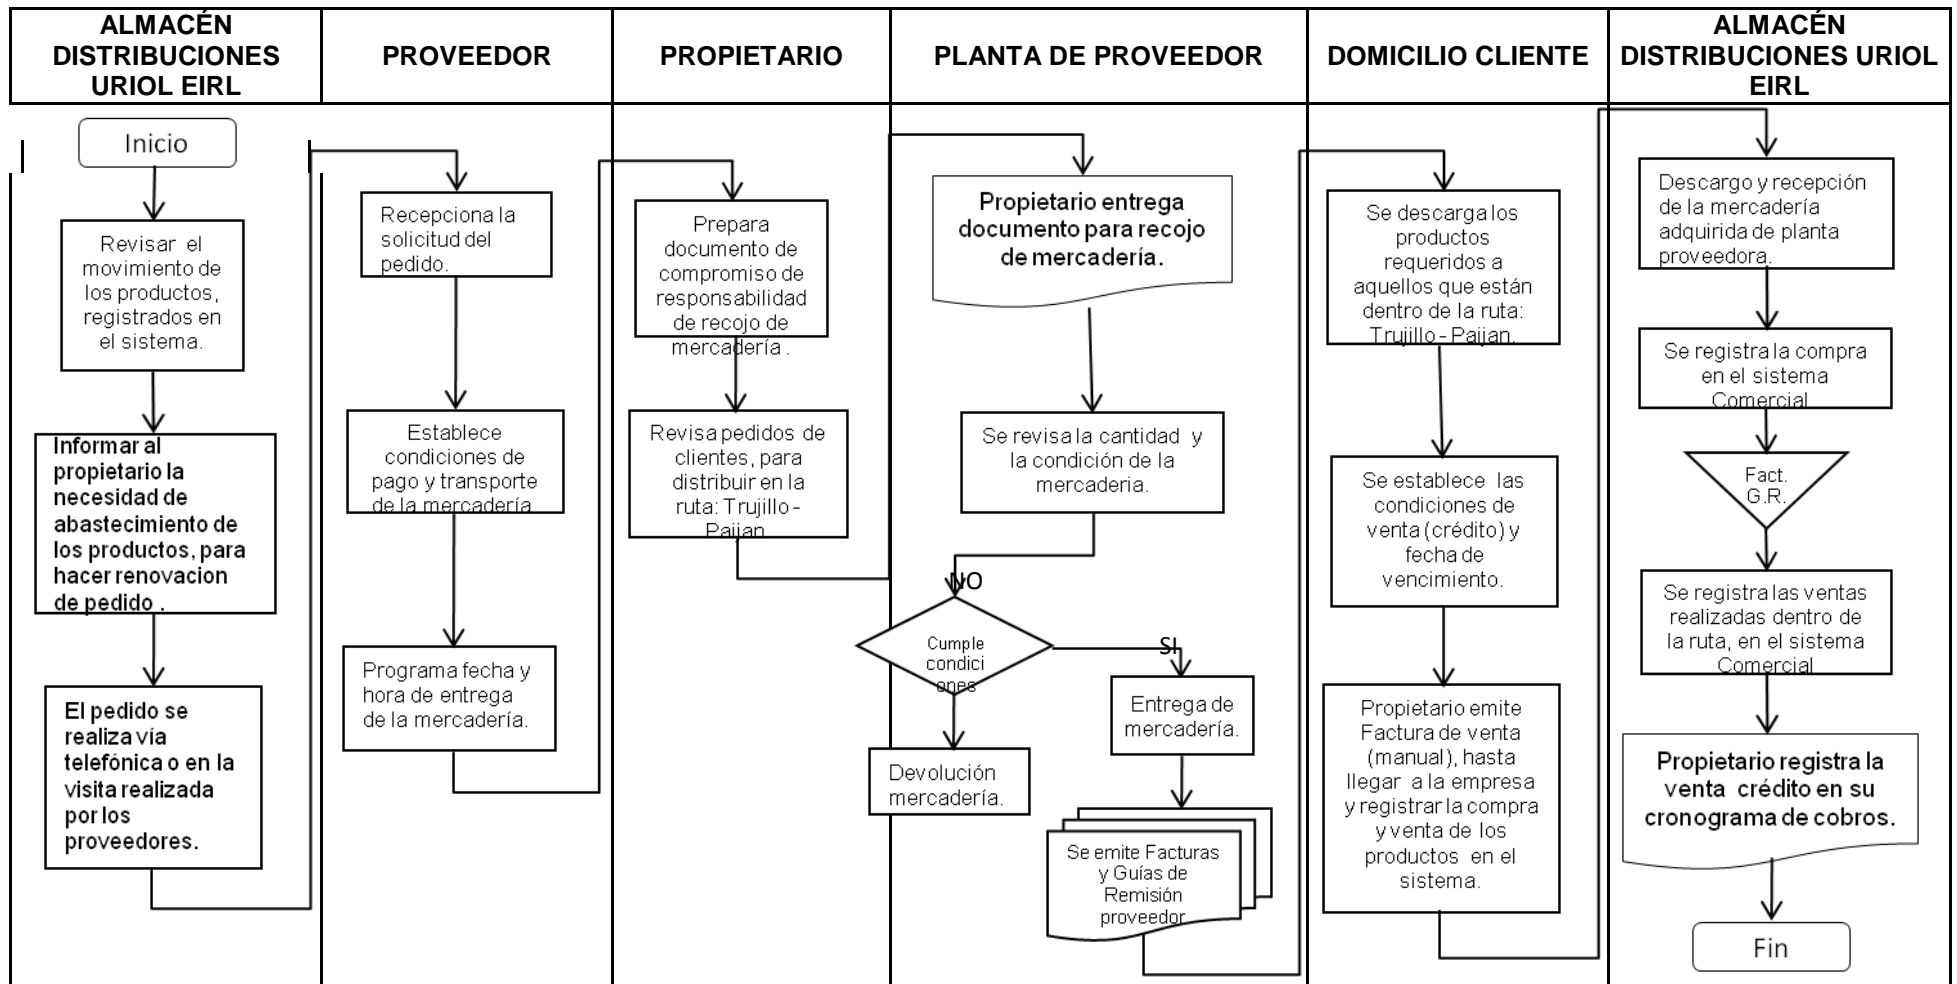 ALMACÉN
DISTRIBUCIONES
URIOL EIRL
PROVEEDOR
PROPIETARIO
PLANTA DE PROVEEDOR
DOMICILIO CLIENTE
ALMACÉN
DISTRIBUCIONES URIOL
EIRL
Inicio
Revisar el
movimiento de
los productos,
registrados en
el sistema.
Informar al
propietario la
necesidad de
abastecimiento de
los productos, para
hacer renovacion
de pedido .
El pedido se
realiza vía
telefónica o en la
visita realizada
por los
proveedores.
Recepciona la
solicitud del
pedido.
Establece
condiciones de
pago y transporte
de la mercadería
Programa fecha y
hora de entrega
de la mercadería.
Prepara
documento de
compromiso de
responsabilidad
de recojo de
mercadería .
Revisa pedidos de
clientes, para
distribuir en la
ruta: Trujillo -
Paijan
Propietario entrega
documento para recojo
de mercadería.
Se revisa la cantidad y
la condición de la
mercaderia.
NO
Cumple
condici
ones
SI
Devolución
mercadería.
Entrega de
mercadería.
Se emite Facturas
y Guías de
Remisión
proveedor
Se descarga los
productos
requeridos a
aquellos que están
dentro de la ruta:
Trujillo - Paijan.
Se establece las
condiciones de
venta (crédito) y
fecha de
vencimiento.
Propietario emite
Factura de venta
(manual), hasta
llegar a la empresa
y registrar la compra
y venta de los
productos en el
sistema.
Descargo y recepción
de la mercadería
adquirida de planta
proveedora.
Se registra la compra
en el sistema
Comercial
Fact.
G.R.
Se registra las ventas
realizadas dentro de
la ruta, en el sistema
Comercial
Propietario registra la
venta crédito en su
cronograma de cobros.
Fin